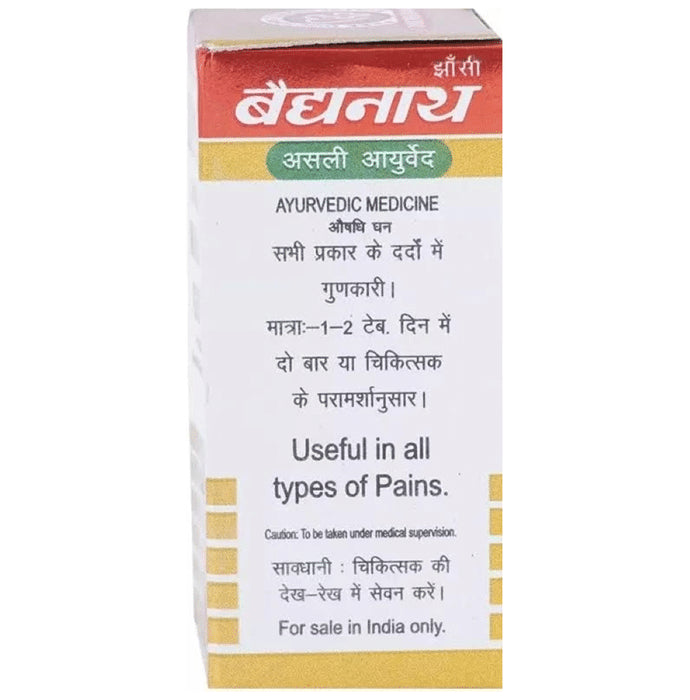 झाँसी
बैद्यनाथ
असली आयुर्वेद
AYURVEDIC MEDICINE
औषधि घन
सभी प्रकार के दर्दों में
गुणकारी।
मात्राः-1-2 टेब. दिन में
दो बार या चिकित्सक
के परामर्शानुसार।
Useful in all
types of Pains.
Caution: To be taken under medical supervision.
सावधानी : चिकित्सक की
देख-रेख में सेवन करें।
For sale in India only.